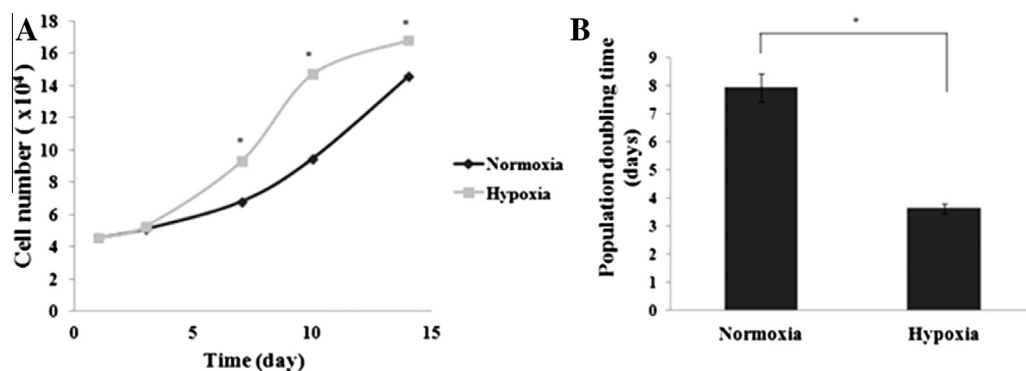 A
18
16
14
12
10
8
6
4
2
0
Cell number ( x10⁴)
*
*
*
0 5 10 15
Time (day)
Normoxia
Hypoxia
B
*
9
8
7
6
5
4
3
2
1
0
Population doubling time
(days)
Normoxia Hypoxia